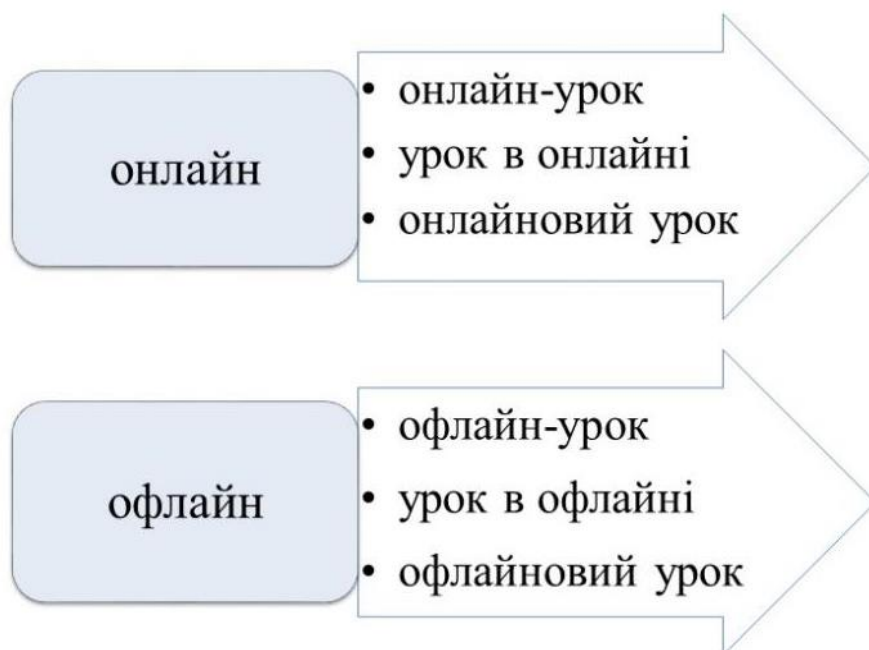 онлайн
• онлайн-урок
• урок в онлайні
• онлайновий урок
офлайн
• офлайн-урок
• урок в офлайні
• офлайновий урок